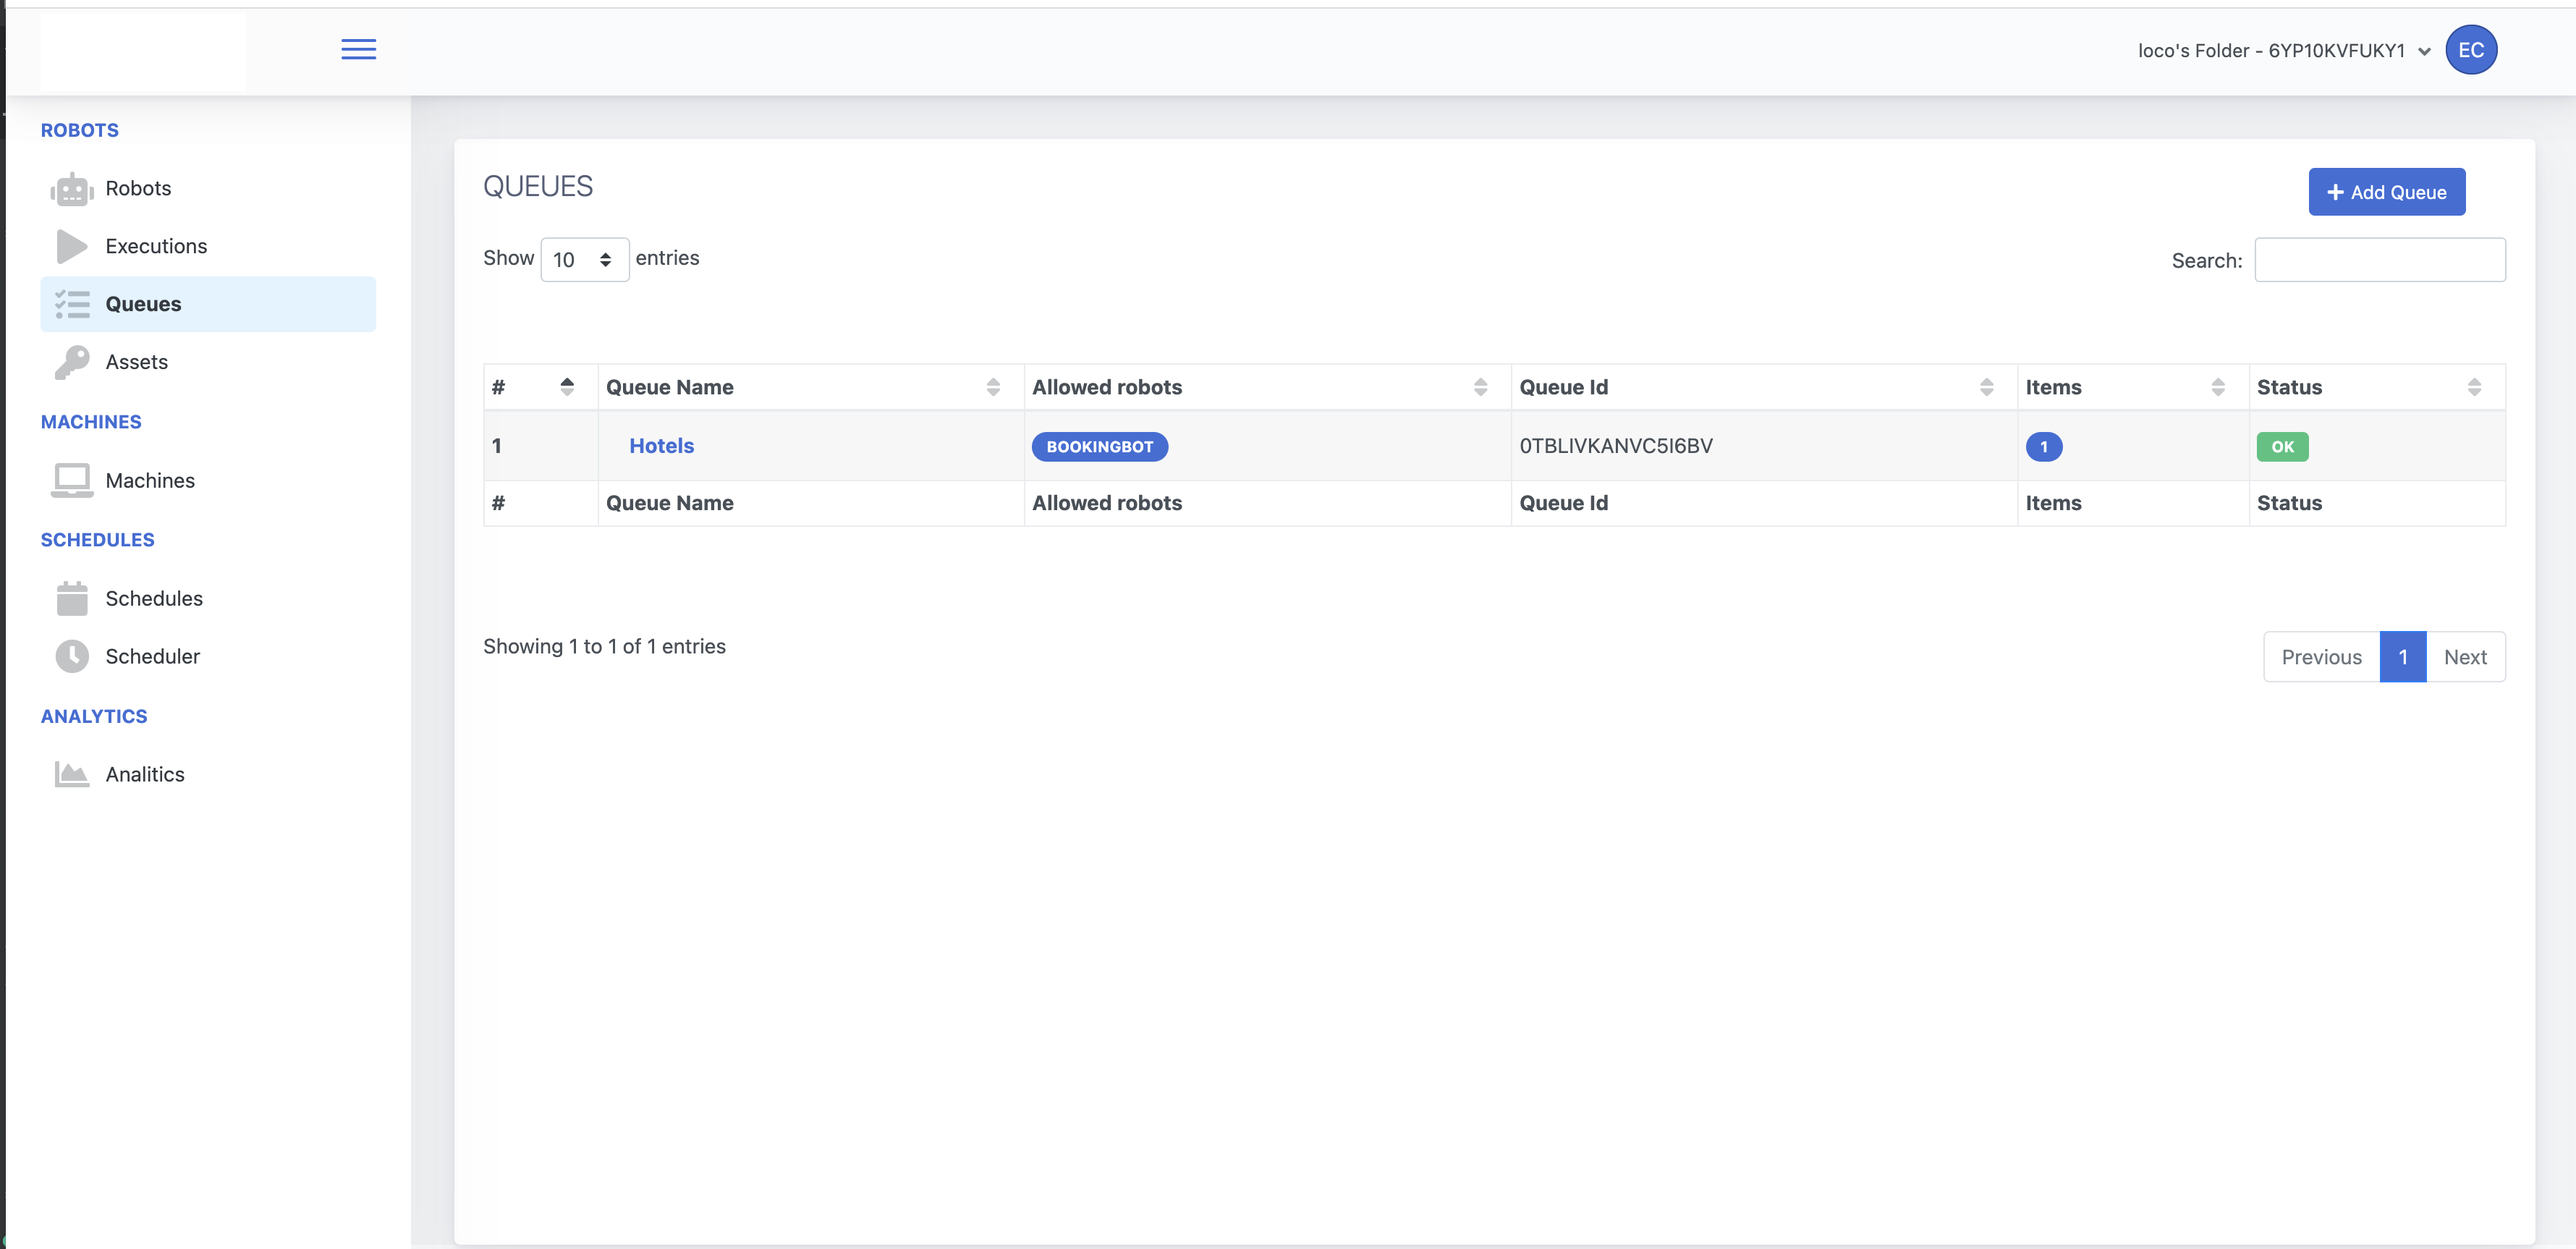 loco's Folder - 6YP10KVFUKY1
EC
ROBOTS
Robots
Executions
Queues
Assets
MACHINES
Machines
SCHEDULES
Schedules
Scheduler
ANALYTICS
Analitics
QUEUES
Add Queue
Show 10 entries
Search:
# Queue Name Allowed robots Queue Id Items Status
1 Hotels BOOKINGBOT 0TBLIVKANVC5I6BV 1 OK
# Queue Name Allowed robots Queue Id Items Status
Showing 1 to 1 of 1 entries
Previous 1 Next